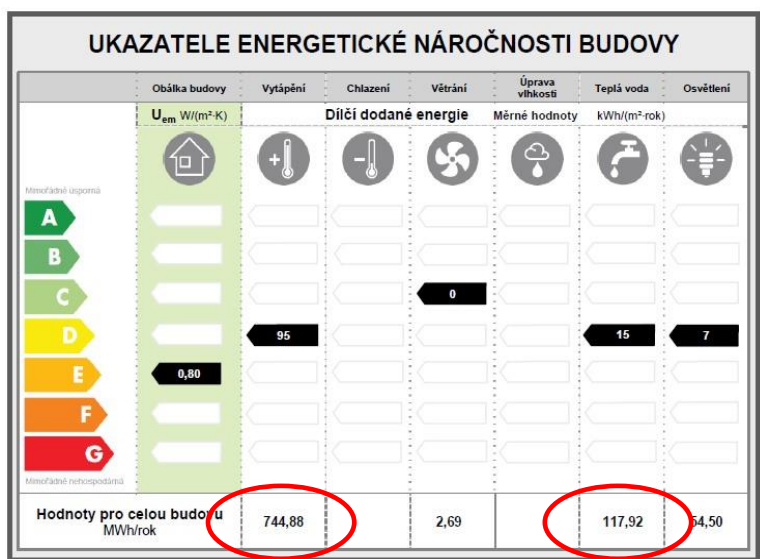 UKAZATELE ENERGETICKÉ NÁROČNOSTI BUDOVY
Obálka budovy Vytápění Chlazení Větrání Úprava vlhkosti Teplá voda Osvětlení
Uem W/(m²·K) Dílčí dodané energie Měrné hodnoty kWh/(m²·rok)
Mimořádně úsporná
A
B
C 0
D 95 15 7
E 0,80
F
G
Mimořádně nehospodárná
Hodnoty pro celou budovu 744,88 2,69 117,92 54,50
MWh/rok